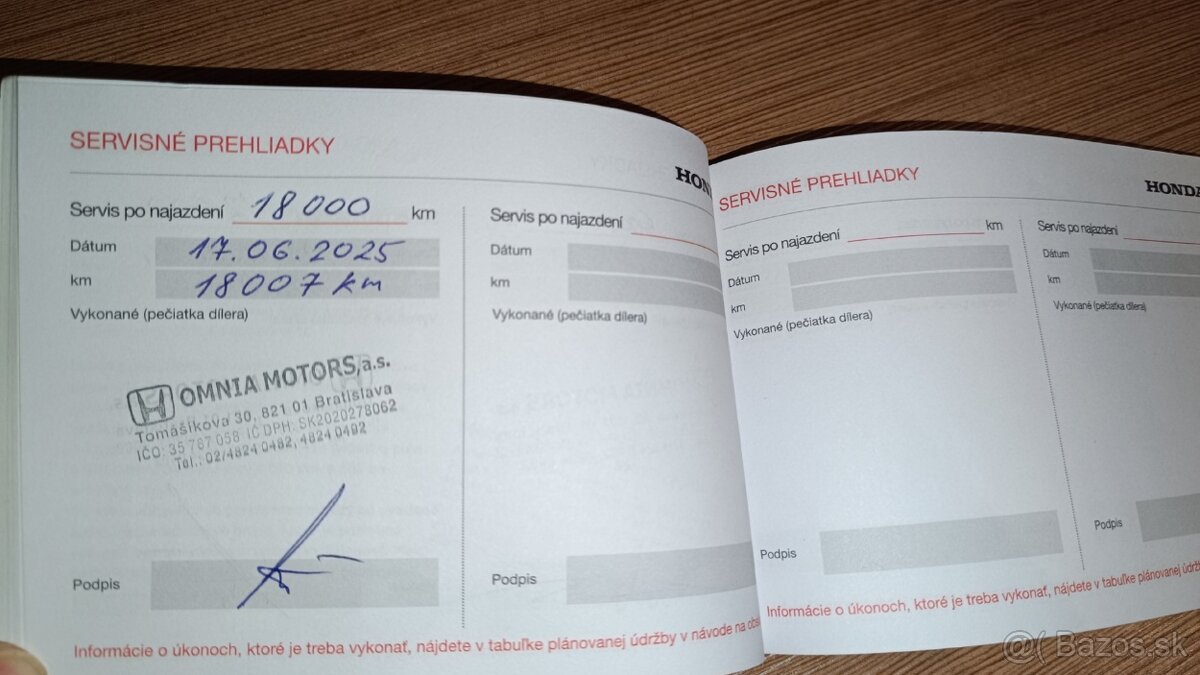 SERVISNÉ PREHLIADKY
HON
Servis po najazdení 18 000 km
Dátum 17.06.2025
km 18007 km
Vykonané (pečiatka dílera)
OMNIA MOTORS, a.s.
Tomášikova 30, 821 01 Bratislava
IČO: 35 787 058 IČ DPH: SK2020278062
Tel.: 02/4824 0482, 4824 0492
Podpis
Servis po najazdení
Dátum
km
Vykonané (pečiatka dílera)
Podpis
Informácie o úkonoch, ktoré je treba vykonať, nájdete v tabuľke plánovanej údržby v návode na obs
SERVISNÉ PREHLIADKY
HONDA
Servis po najazdení km
Dátum
km
Vykonané (pečiatka dílera)
Podpis
Servis po najazdení
Dátum
km
Vykonané (pečiatka dílera)
Podpis
Informácie o úkonoch, ktoré je treba vykonať, nájdete v tabuľke plánovanej údržb
@( Bazos.sk